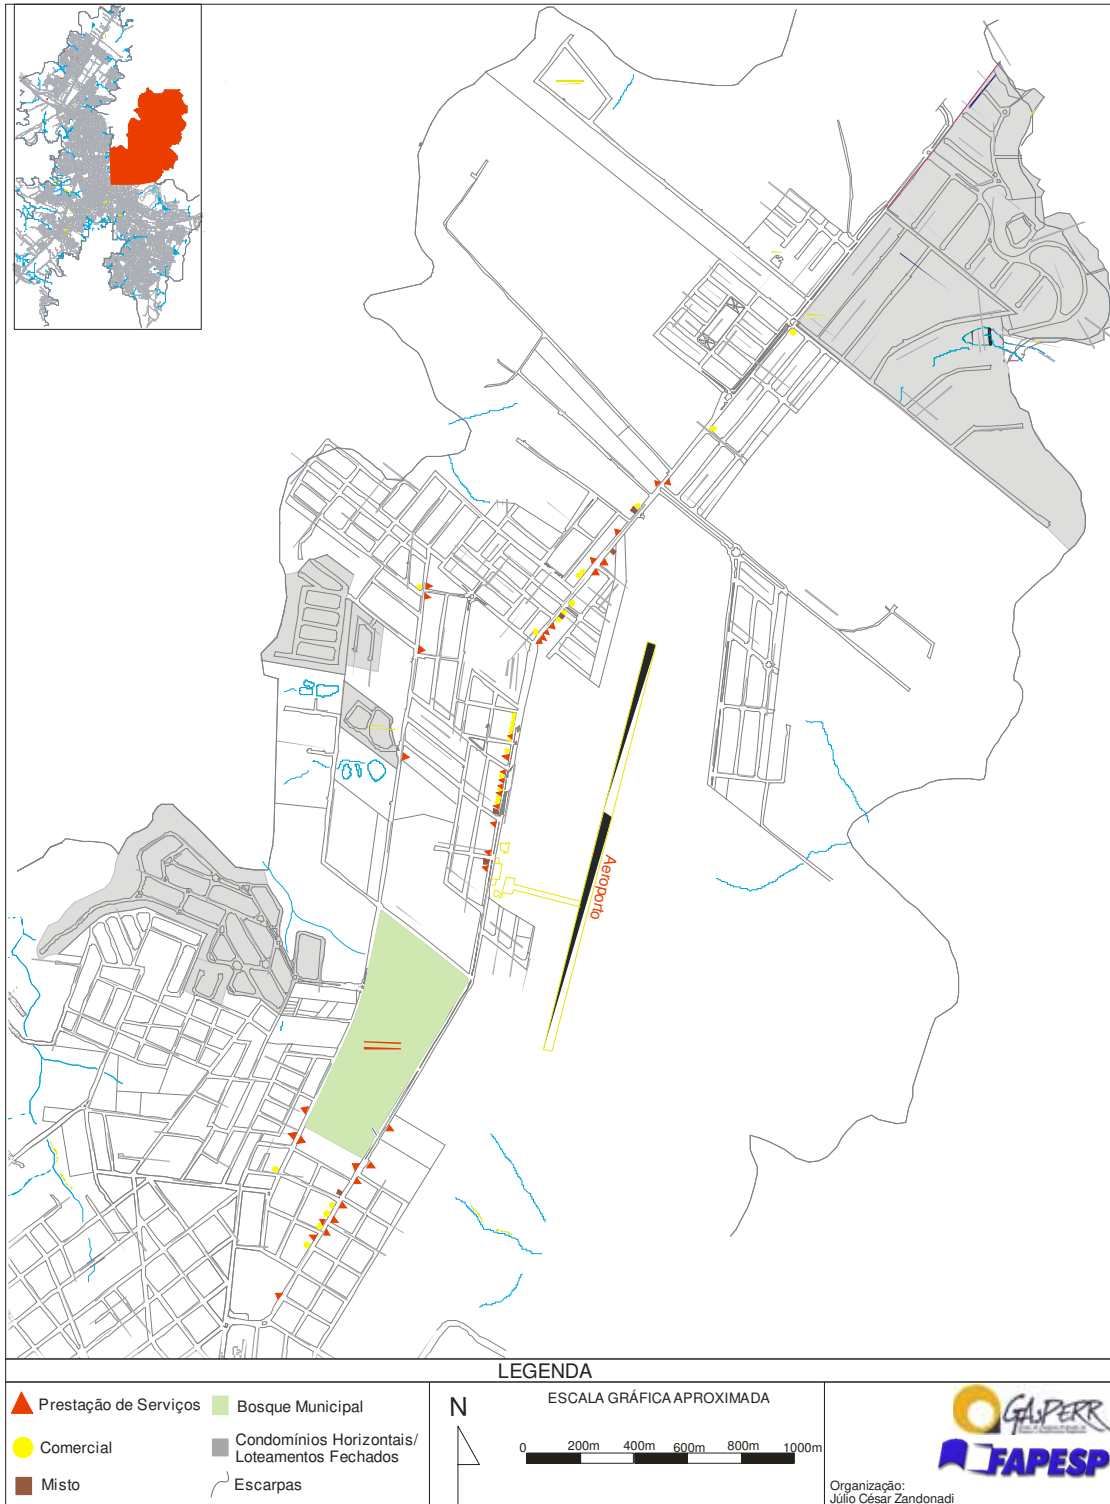 Aeroporto
LEGENDA
Prestação de Serviços
Comercial
Misto
Bosque Municipal
Condomínios Horizontais/
Loteamentos Fechados
Escarpas
N
ESCALA GRÁFICA APROXIMADA
0 200m 400m 600m 800m 1000m
GAsPERR
FAPESP
Organização:
Júlio César Zandonadi